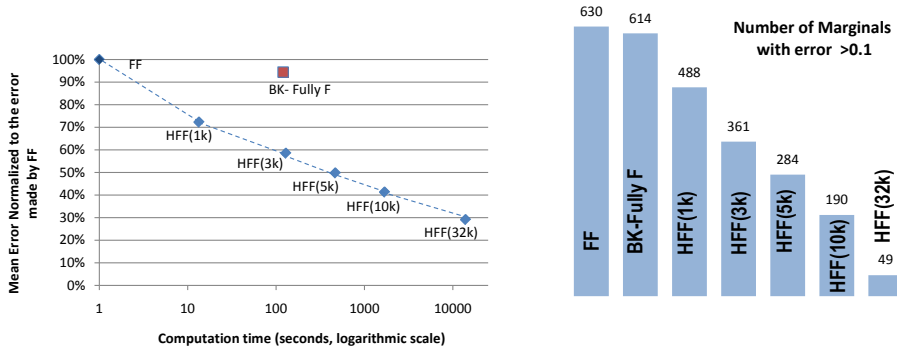 Mean Error Normalized to the error
made by FF
100%
90%
80%
70%
60%
50%
40%
30%
20%
10%
0%
FF
BK- Fully F
HFF(1k)
HFF(3k)
HFF(5k)
HFF(10k)
HFF(32k)
1
10
100
1000
10000
Computation time (seconds, logarithmic scale)
Number of Marginals
with error >0.1
630
614
488
361
284
190
49
FF
BK-Fully F
HFF(1k)
HFF(3k)
HFF(5k)
HFF(10k)
HFF(32k)